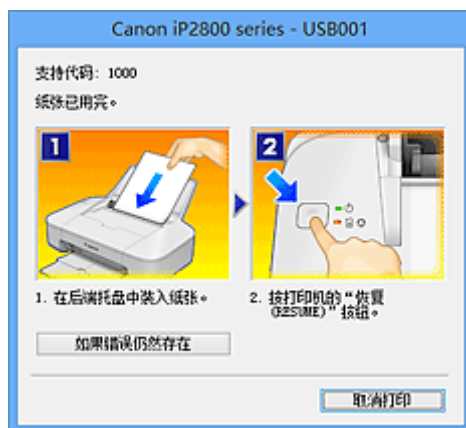 Canon iP2800 series - USB001
支持代码: 1000
纸张已用完。
1
2
1. 在后端托盘中装入纸张。
2. 按打印机的“恢复
(RESUME)”按钮。
如果错误仍然存在
取消打印